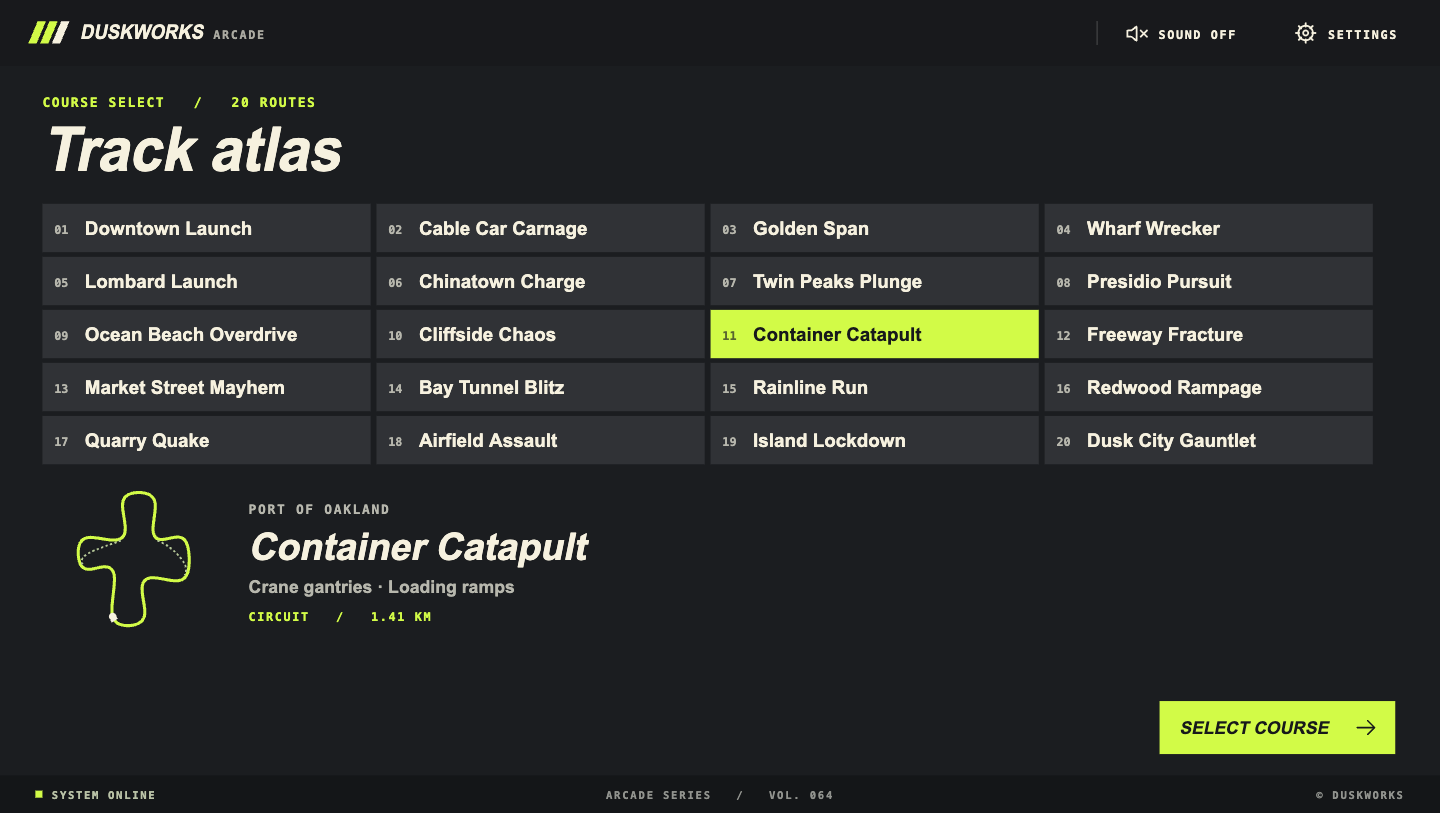 DUSKWORKS ARCADE
SOUND OFF
SETTINGS
COURSE SELECT / 20 ROUTES
Track atlas
01 Downtown Launch
02 Cable Car Carnage
03 Golden Span
04 Wharf Wrecker
05 Lombard Launch
06 Chinatown Charge
07 Twin Peaks Plunge
08 Presidio Pursuit
09 Ocean Beach Overdrive
10 Cliffside Chaos
11 Container Catapult
12 Freeway Fracture
13 Market Street Mayhem
14 Bay Tunnel Blitz
15 Rainline Run
16 Redwood Rampage
17 Quarry Quake
18 Airfield Assault
19 Island Lockdown
20 Dusk City Gauntlet
PORT OF OAKLAND
Container Catapult
Crane gantries · Loading ramps
CIRCUIT / 1.41 KM
SELECT COURSE →
SYSTEM ONLINE
ARCADE SERIES / VOL. 064
© DUSKWORKS